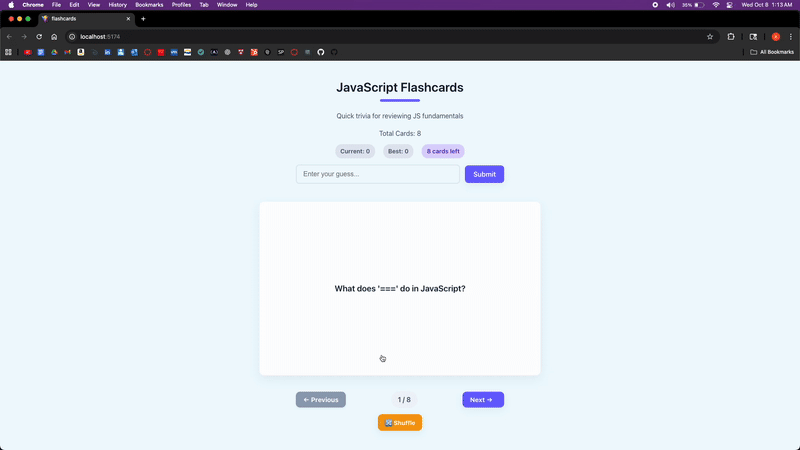 Chrome File Edit View History Bookmarks Profiles Tab Window Help
35% Wed Oct 8 1:13 AM
flashcards
localhost:5174
All Bookmarks
JavaScript Flashcards
Quick trivia for reviewing JS fundamentals
Total Cards: 8
Current: 0 Best: 0 8 cards left
Enter your guess... Submit
What does '===' do in JavaScript?
← Previous 1 / 8 Next →
Shuffle